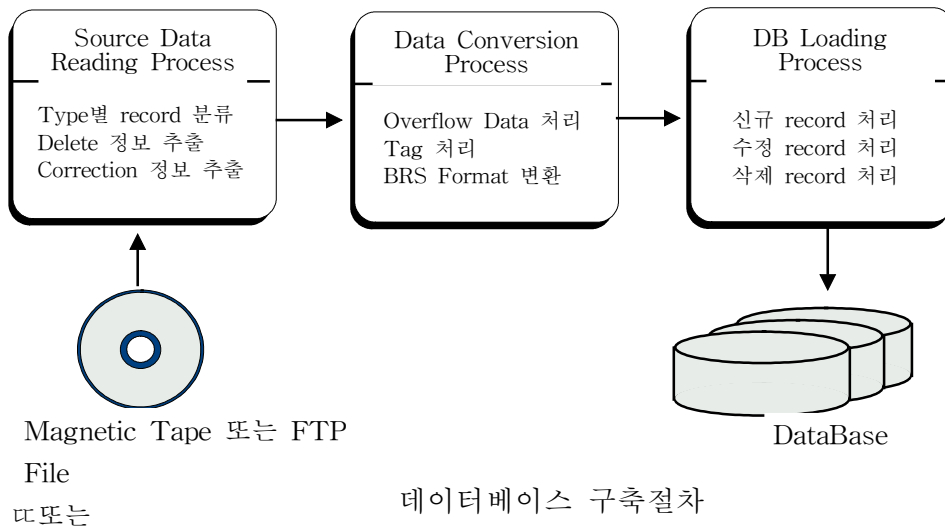 Source Data
Reading Process
Type별 record 분류
Delete 정보 추출
Correction 정보 추출
Data Conversion
Process
Overflow Data 처리
Tag 처리
BRS Format 변환
DB Loading
Process
신규 record 처리
수정 record 처리
삭제 record 처리
Magnetic Tape 또는 FTP
File
ㄸ또는
DataBase
데이터베이스 구축절차